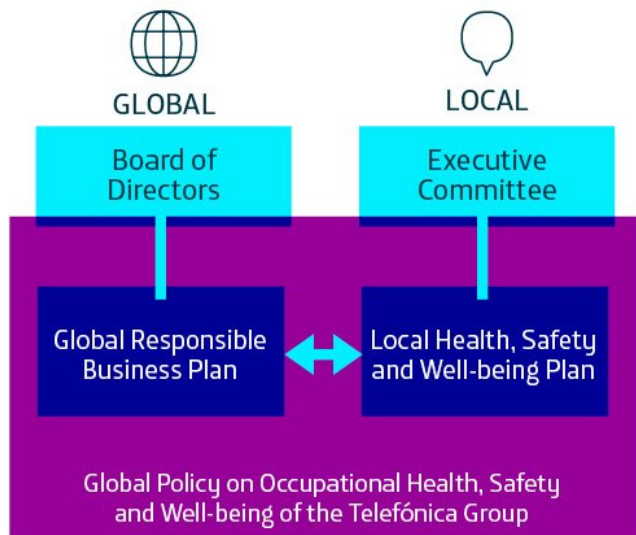 GLOBAL
LOCAL
Board of
Directors
Executive
Committee
Global Responsible
Business Plan
Local Health, Safety
and Well-being Plan
Global Policy on Occupational Health, Safety
and Well-being of the Telefónica Group